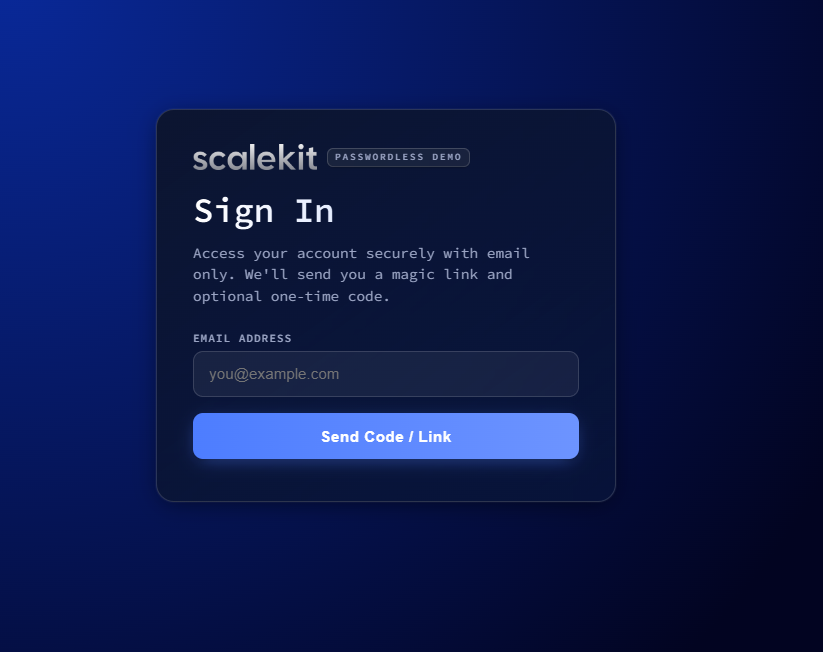 scalekit PASSWORDLESS DEMO
Sign In
Access your account securely with email
only. We'll send you a magic link and
optional one-time code.
EMAIL ADDRESS
you@example.com
Send Code / Link